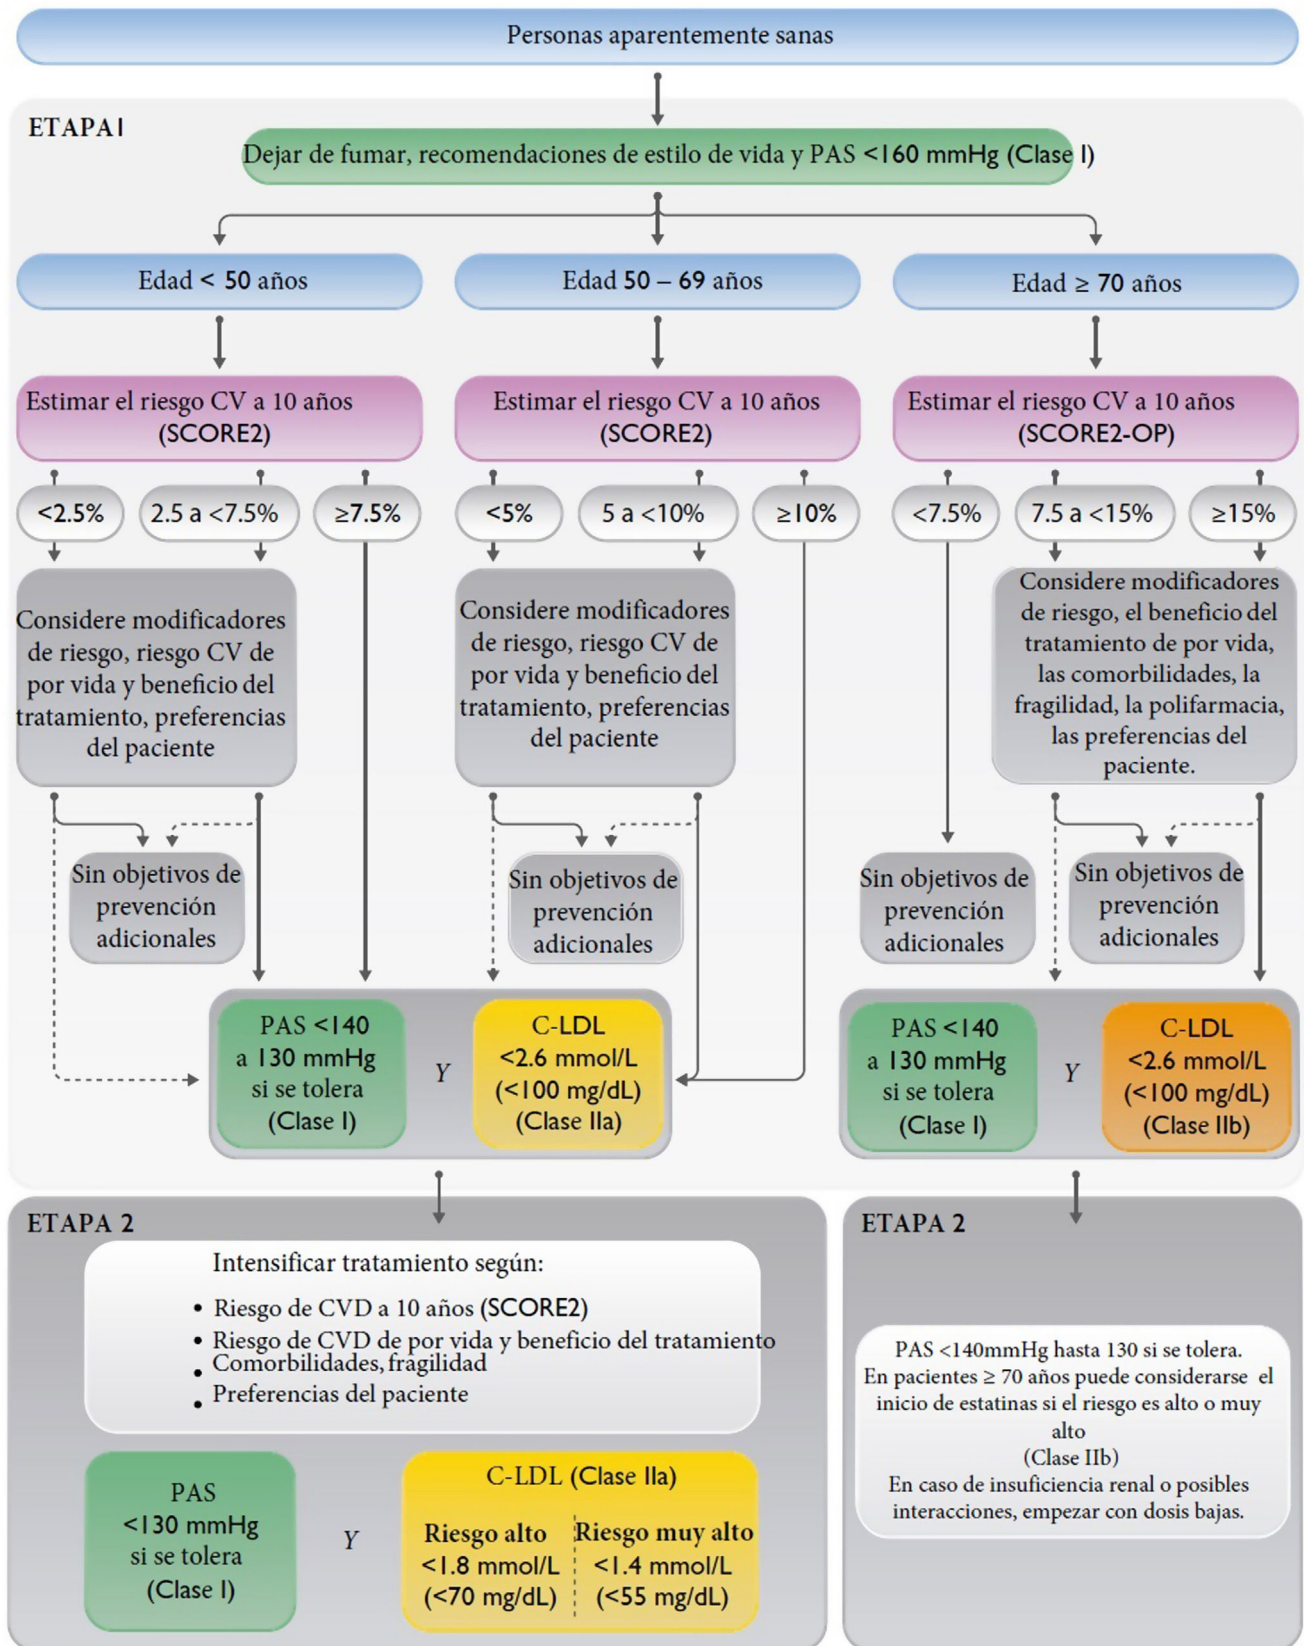 Personas aparentemente sanas
ETAPA 1
Dejar de fumar, recomendaciones de estilo de vida y PAS <160 mmHg (Clase I)
Edad < 50 años
Edad 50 – 69 años
Edad ≥ 70 años
Estimar el riesgo CV a 10 años
(SCORE2)
Estimar el riesgo CV a 10 años
(SCORE2)
Estimar el riesgo CV a 10 años
(SCORE2-OP)
<2.5%
2.5 a <7.5%
≥7.5%
<5%
5 a <10%
≥10%
<7.5%
7.5 a <15%
≥15%
Considere modificadores
de riesgo, riesgo CV de
por vida y beneficio del
tratamiento, preferencias
del paciente
Considere modificadores
de riesgo, riesgo CV de
por vida y beneficio del
tratamiento, preferencias
del paciente
Considere modificadores
de riesgo, el beneficio del
tratamiento de por vida,
las comorbilidades, la
fragilidad, la polifarmacia,
las preferencias del
paciente.
Sin objetivos de
prevención
adicionales
Sin objetivos de
prevención
adicionales
Sin objetivos de
prevención
adicionales
Sin objetivos de
prevención
adicionales
PAS <140
a 130 mmHg
si se tolera
(Clase I)
Y
C-LDL
<2.6 mmol/L
(<100 mg/dL)
(Clase IIa)
PAS <140
a 130 mmHg
si se tolera
(Clase I)
Y
C-LDL
<2.6 mmol/L
(<100 mg/dL)
(Clase IIb)
ETAPA 2
Intensificar tratamiento según:
• Riesgo de CVD a 10 años (SCORE2)
• Riesgo de CVD de por vida y beneficio del tratamiento
• Comorbilidades, fragilidad
• Preferencias del paciente
PAS
<130 mmHg
si se tolera
(Clase I)
Y
C-LDL (Clase IIa)
Riesgo alto
<1.8 mmol/L
(<70 mg/dL)
Riesgo muy alto
<1.4 mmol/L
(<55 mg/dL)
ETAPA 2
PAS <140mmHg hasta 130 si se tolera.
En pacientes ≥ 70 años puede considerarse el
inicio de estatinas si el riesgo es alto o muy
alto
(Clase IIb)
En caso de insuficiencia renal o posibles
interacciones, empezar con dosis bajas.